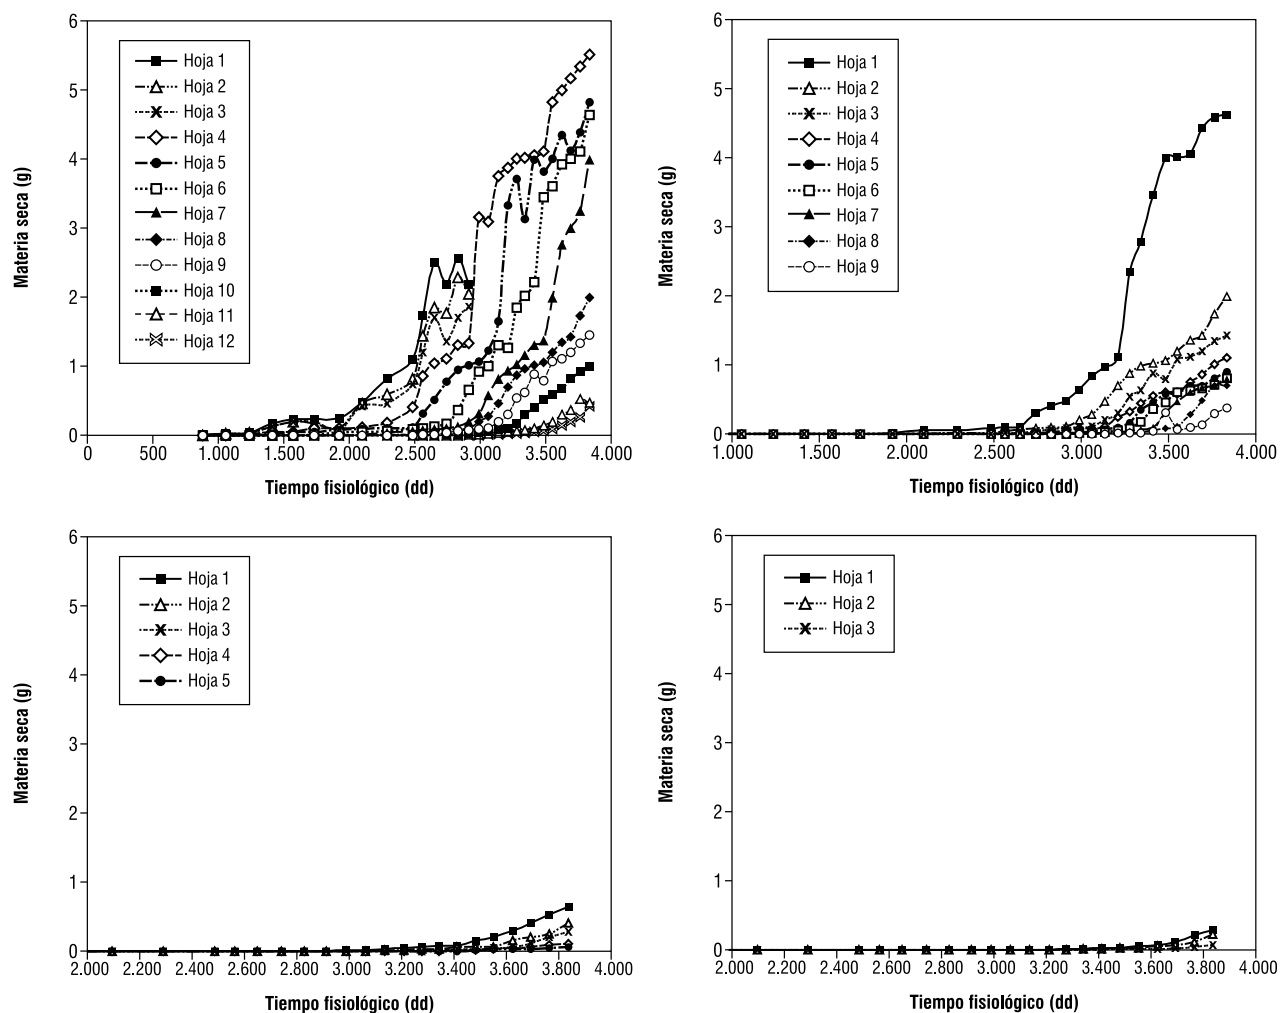 6
5
4
3
2
1
0
Materia seca (g)
Hoja 1
Hoja 2
Hoja 3
Hoja 4
Hoja 5
Hoja 6
Hoja 7
Hoja 8
Hoja 9
Hoja 10
Hoja 11
Hoja 12
0 500 1.000 1.500 2.000 2.500 3.000 3.500 4.000
Tiempo fisiológico (dd)
6
5
4
3
2
1
0
Materia seca (g)
Hoja 1
Hoja 2
Hoja 3
Hoja 4
Hoja 5
Hoja 6
Hoja 7
Hoja 8
Hoja 9
1.000 1.500 2.000 2.500 3.000 3.500 4.000
Tiempo fisiológico (dd)
6
5
4
3
2
1
0
Materia seca (g)
Hoja 1
Hoja 2
Hoja 3
Hoja 4
Hoja 5
2.000 2.200 2.400 2.600 2.800 3.000 3.200 3.400 3.600 3.800 4.000
Tiempo fisiológico (dd)
6
5
4
3
2
1
0
Materia seca (g)
Hoja 1
Hoja 2
Hoja 3
2.000 2.200 2.400 2.600 2.800 3.000 3.200 3.400 3.600 3.800 4.000
Tiempo fisiológico (dd)